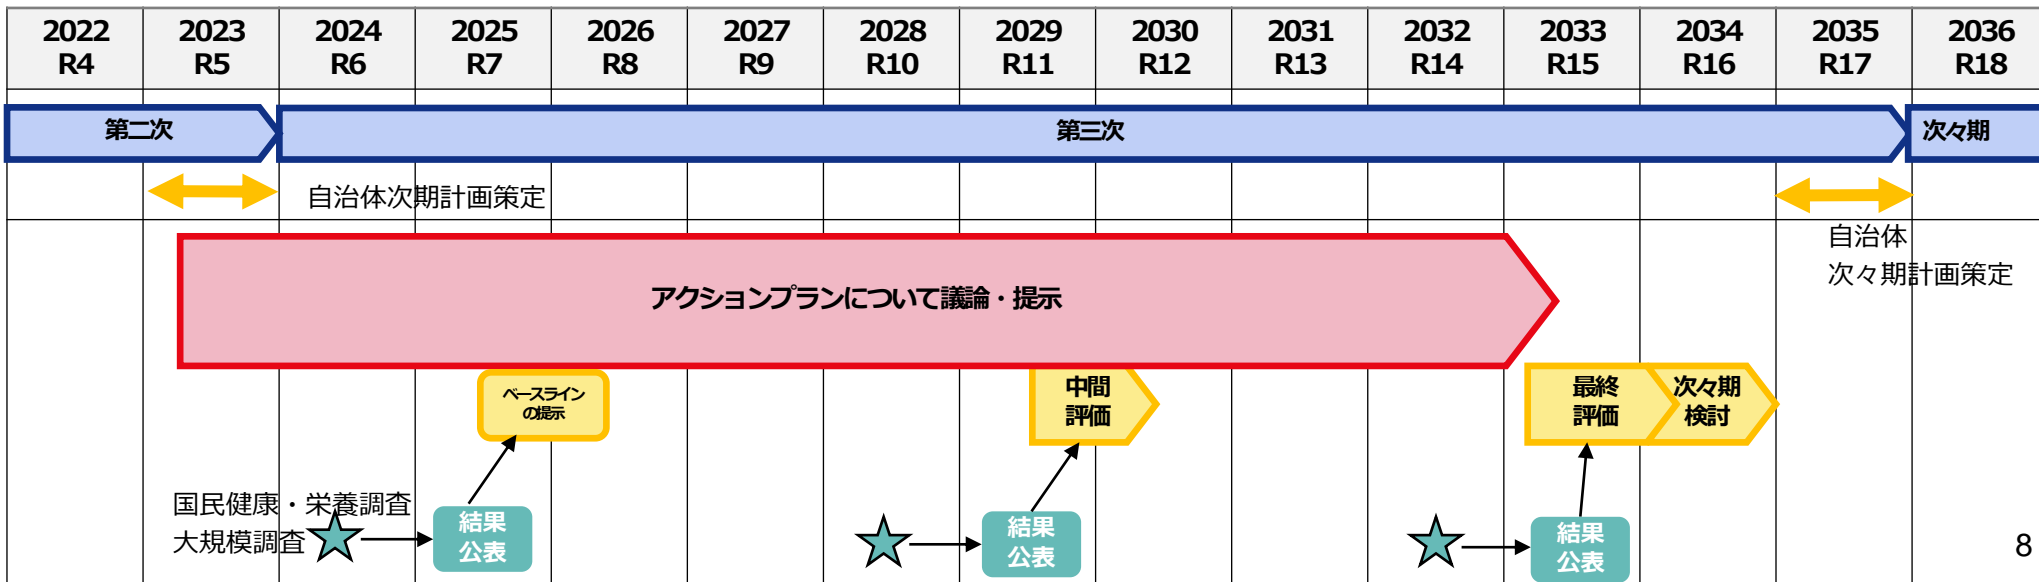 2022 2023 2024 2025 2026 2027 2028 2029 2030 2031 2032 2033 2034 2035 2036
R4 R5 R6 R7 R8 R9 R10 R11 R12 R13 R14 R15 R16 R17 R18
第二次
第三次
次々期
自治体次期計画策定
自治体
次々期計画策定
アクションプランについて議論・提示
ベースライン
の提示
中間
評価
最終
評価
次々期
検討
国民健康・栄養調査
大規模調査
結果
公表
結果
公表
結果
公表
8